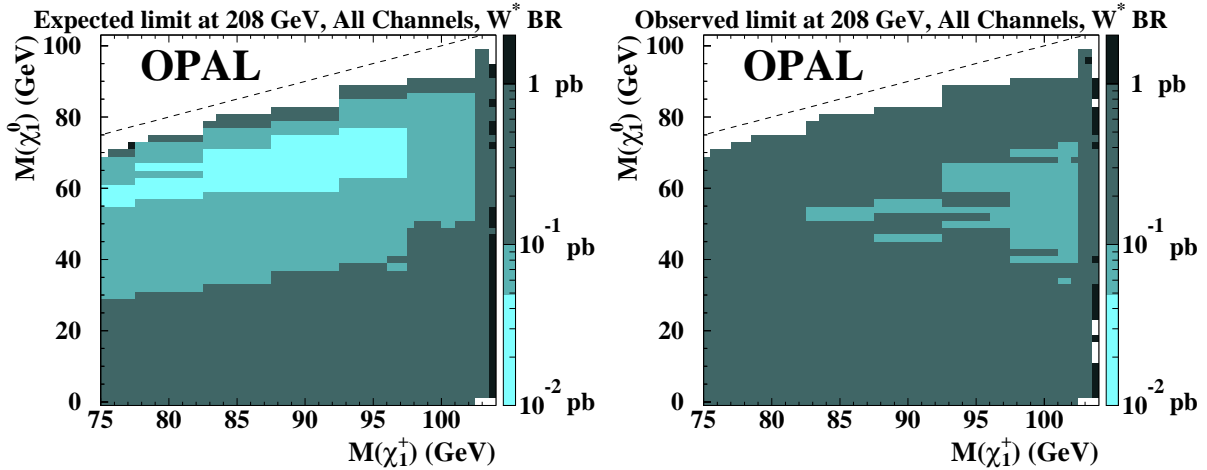 Expected limit at 208 GeV, All Channels, W* BR
OPAL
M(χ₁⁰) (GeV)
100
80
60
40
20
0
75 80 85 90 95 100
M(χ₁⁺) (GeV)
1 pb
10⁻¹ pb
10⁻² pb
Observed limit at 208 GeV, All Channels, W* BR
OPAL
M(χ₁⁰) (GeV)
100
80
60
40
20
0
75 80 85 90 95 100
M(χ₁⁺) (GeV)
1 pb
10⁻¹ pb
10⁻² pb